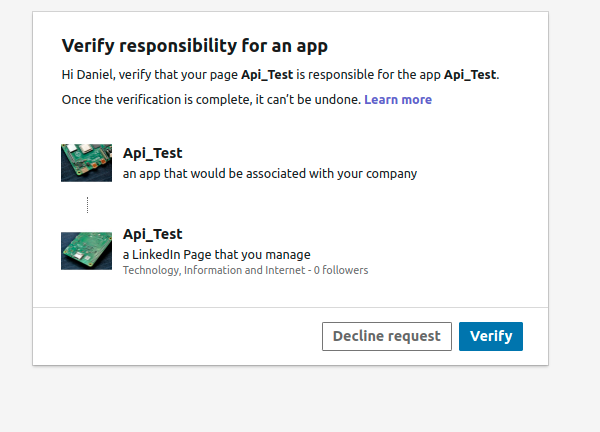 Verify responsibility for an app
Hi Daniel, verify that your page Api_Test is responsible for the app Api_Test.
Once the verification is complete, it can’t be undone. Learn more
Api_Test
an app that would be associated with your company
Api_Test
a LinkedIn Page that you manage
Technology, Information and Internet - 0 followers
Decline request
Verify